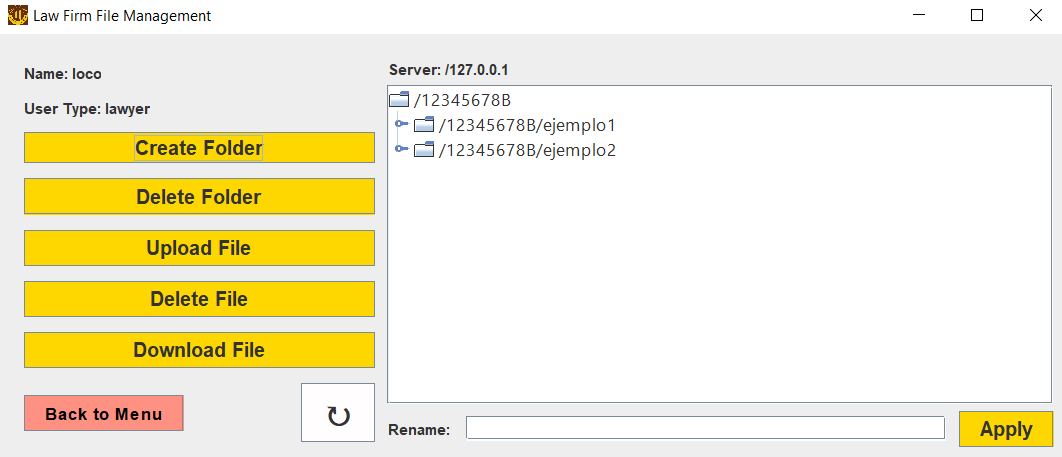 Law Firm File Management
Name: loco
User Type: lawyer
Create Folder
Delete Folder
Upload File
Delete File
Download File
Back to Menu
↻
Server: /127.0.0.1
/12345678B
/12345678B/ejemplo1
/12345678B/ejemplo2
Rename:
Apply